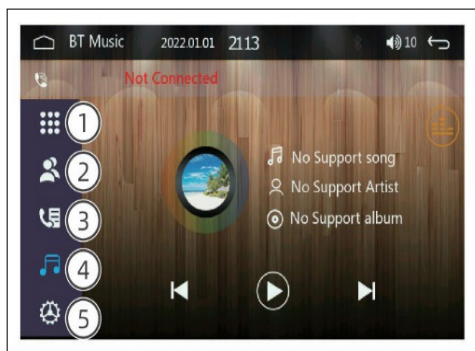 BT Music 2022.01.01 2113 10
Not Connected
1
2
3
4
5
No Support song
No Support Artist
No Support album